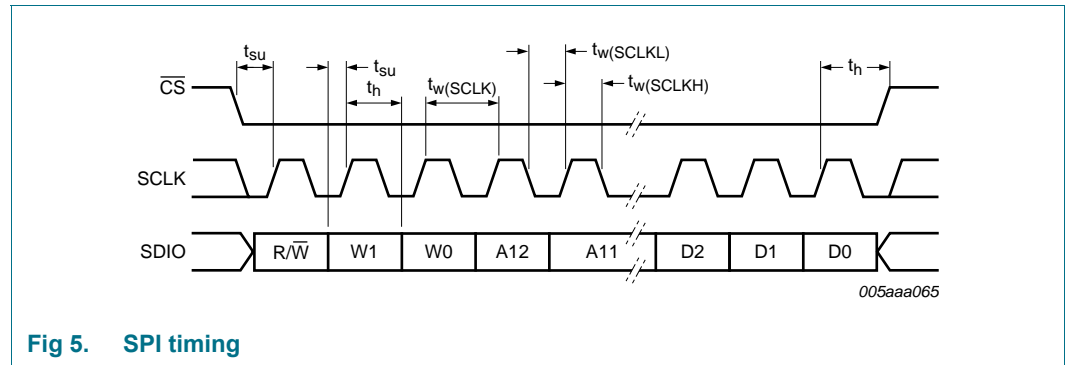 tsu
tsu
th
tw(SCLK)
tw(SCLKL)
tw(SCLKH)
th
CS
SCLK
SDIO
R/W
W1
W0
A12
A11
D2
D1
D0
005aaa065
Fig 5. SPI timing